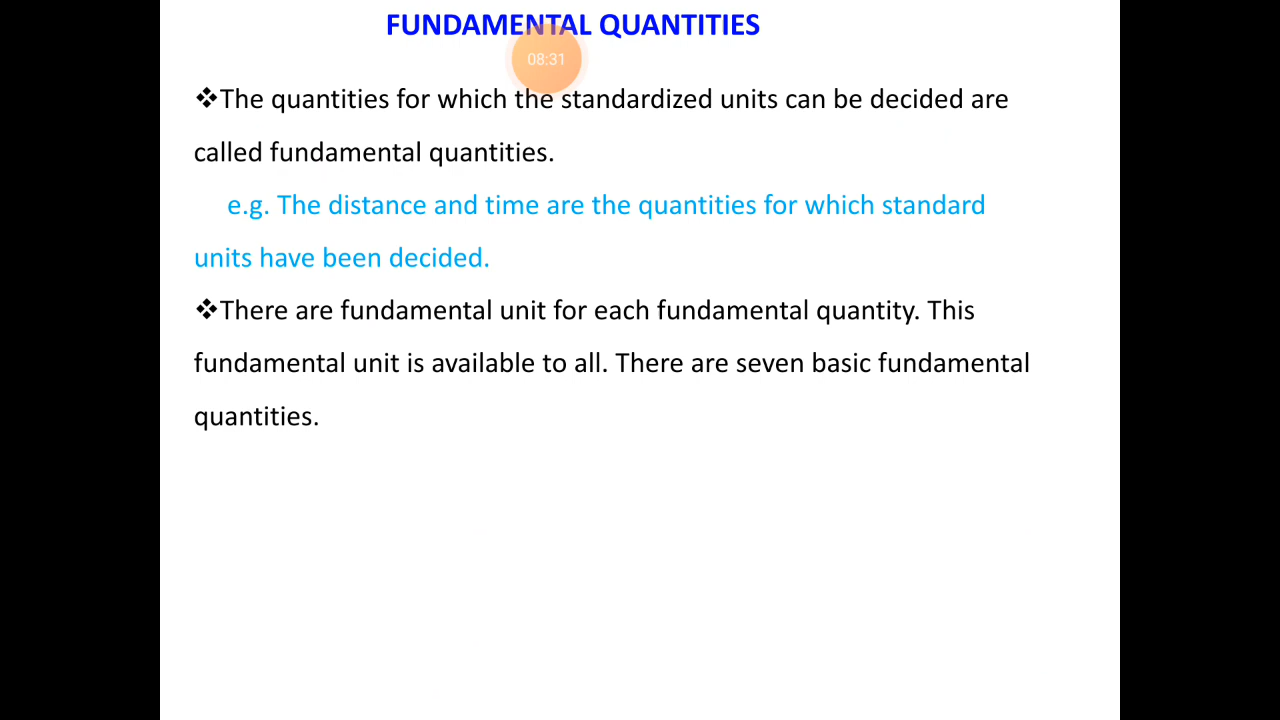 FUNDAMENTAL QUANTITIES
08:31
❖The quantities for which the standardized units can be decided are
called fundamental quantities.
e.g. The distance and time are the quantities for which standard
units have been decided.
❖There are fundamental unit for each fundamental quantity. This
fundamental unit is available to all. There are seven basic fundamental
quantities.